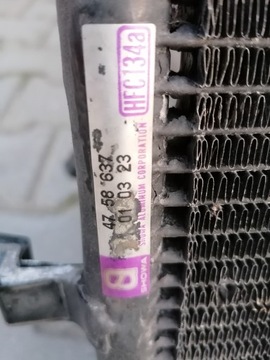 HFC134a
47 58 637
01 03 23
SHOWA ALUMINUM CORPORATION
SHOWA